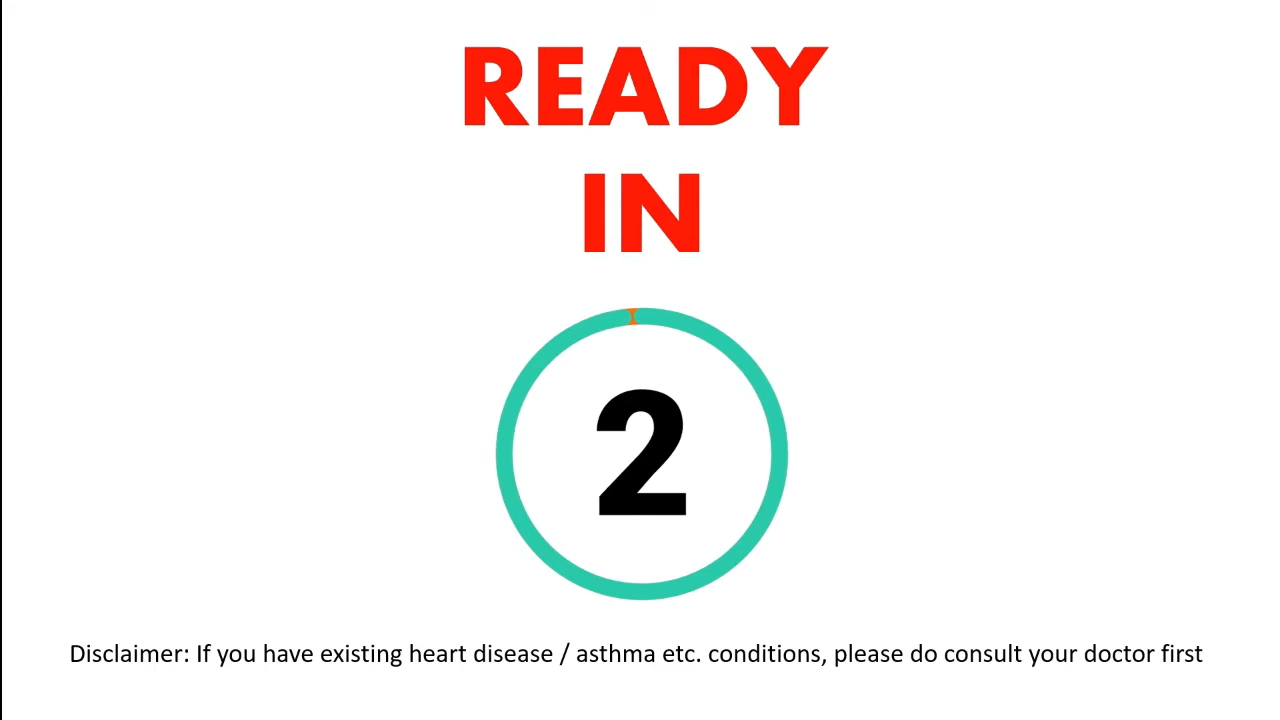 READY
IN
2
Disclaimer: If you have existing heart disease / asthma etc. conditions, please do consult your doctor first